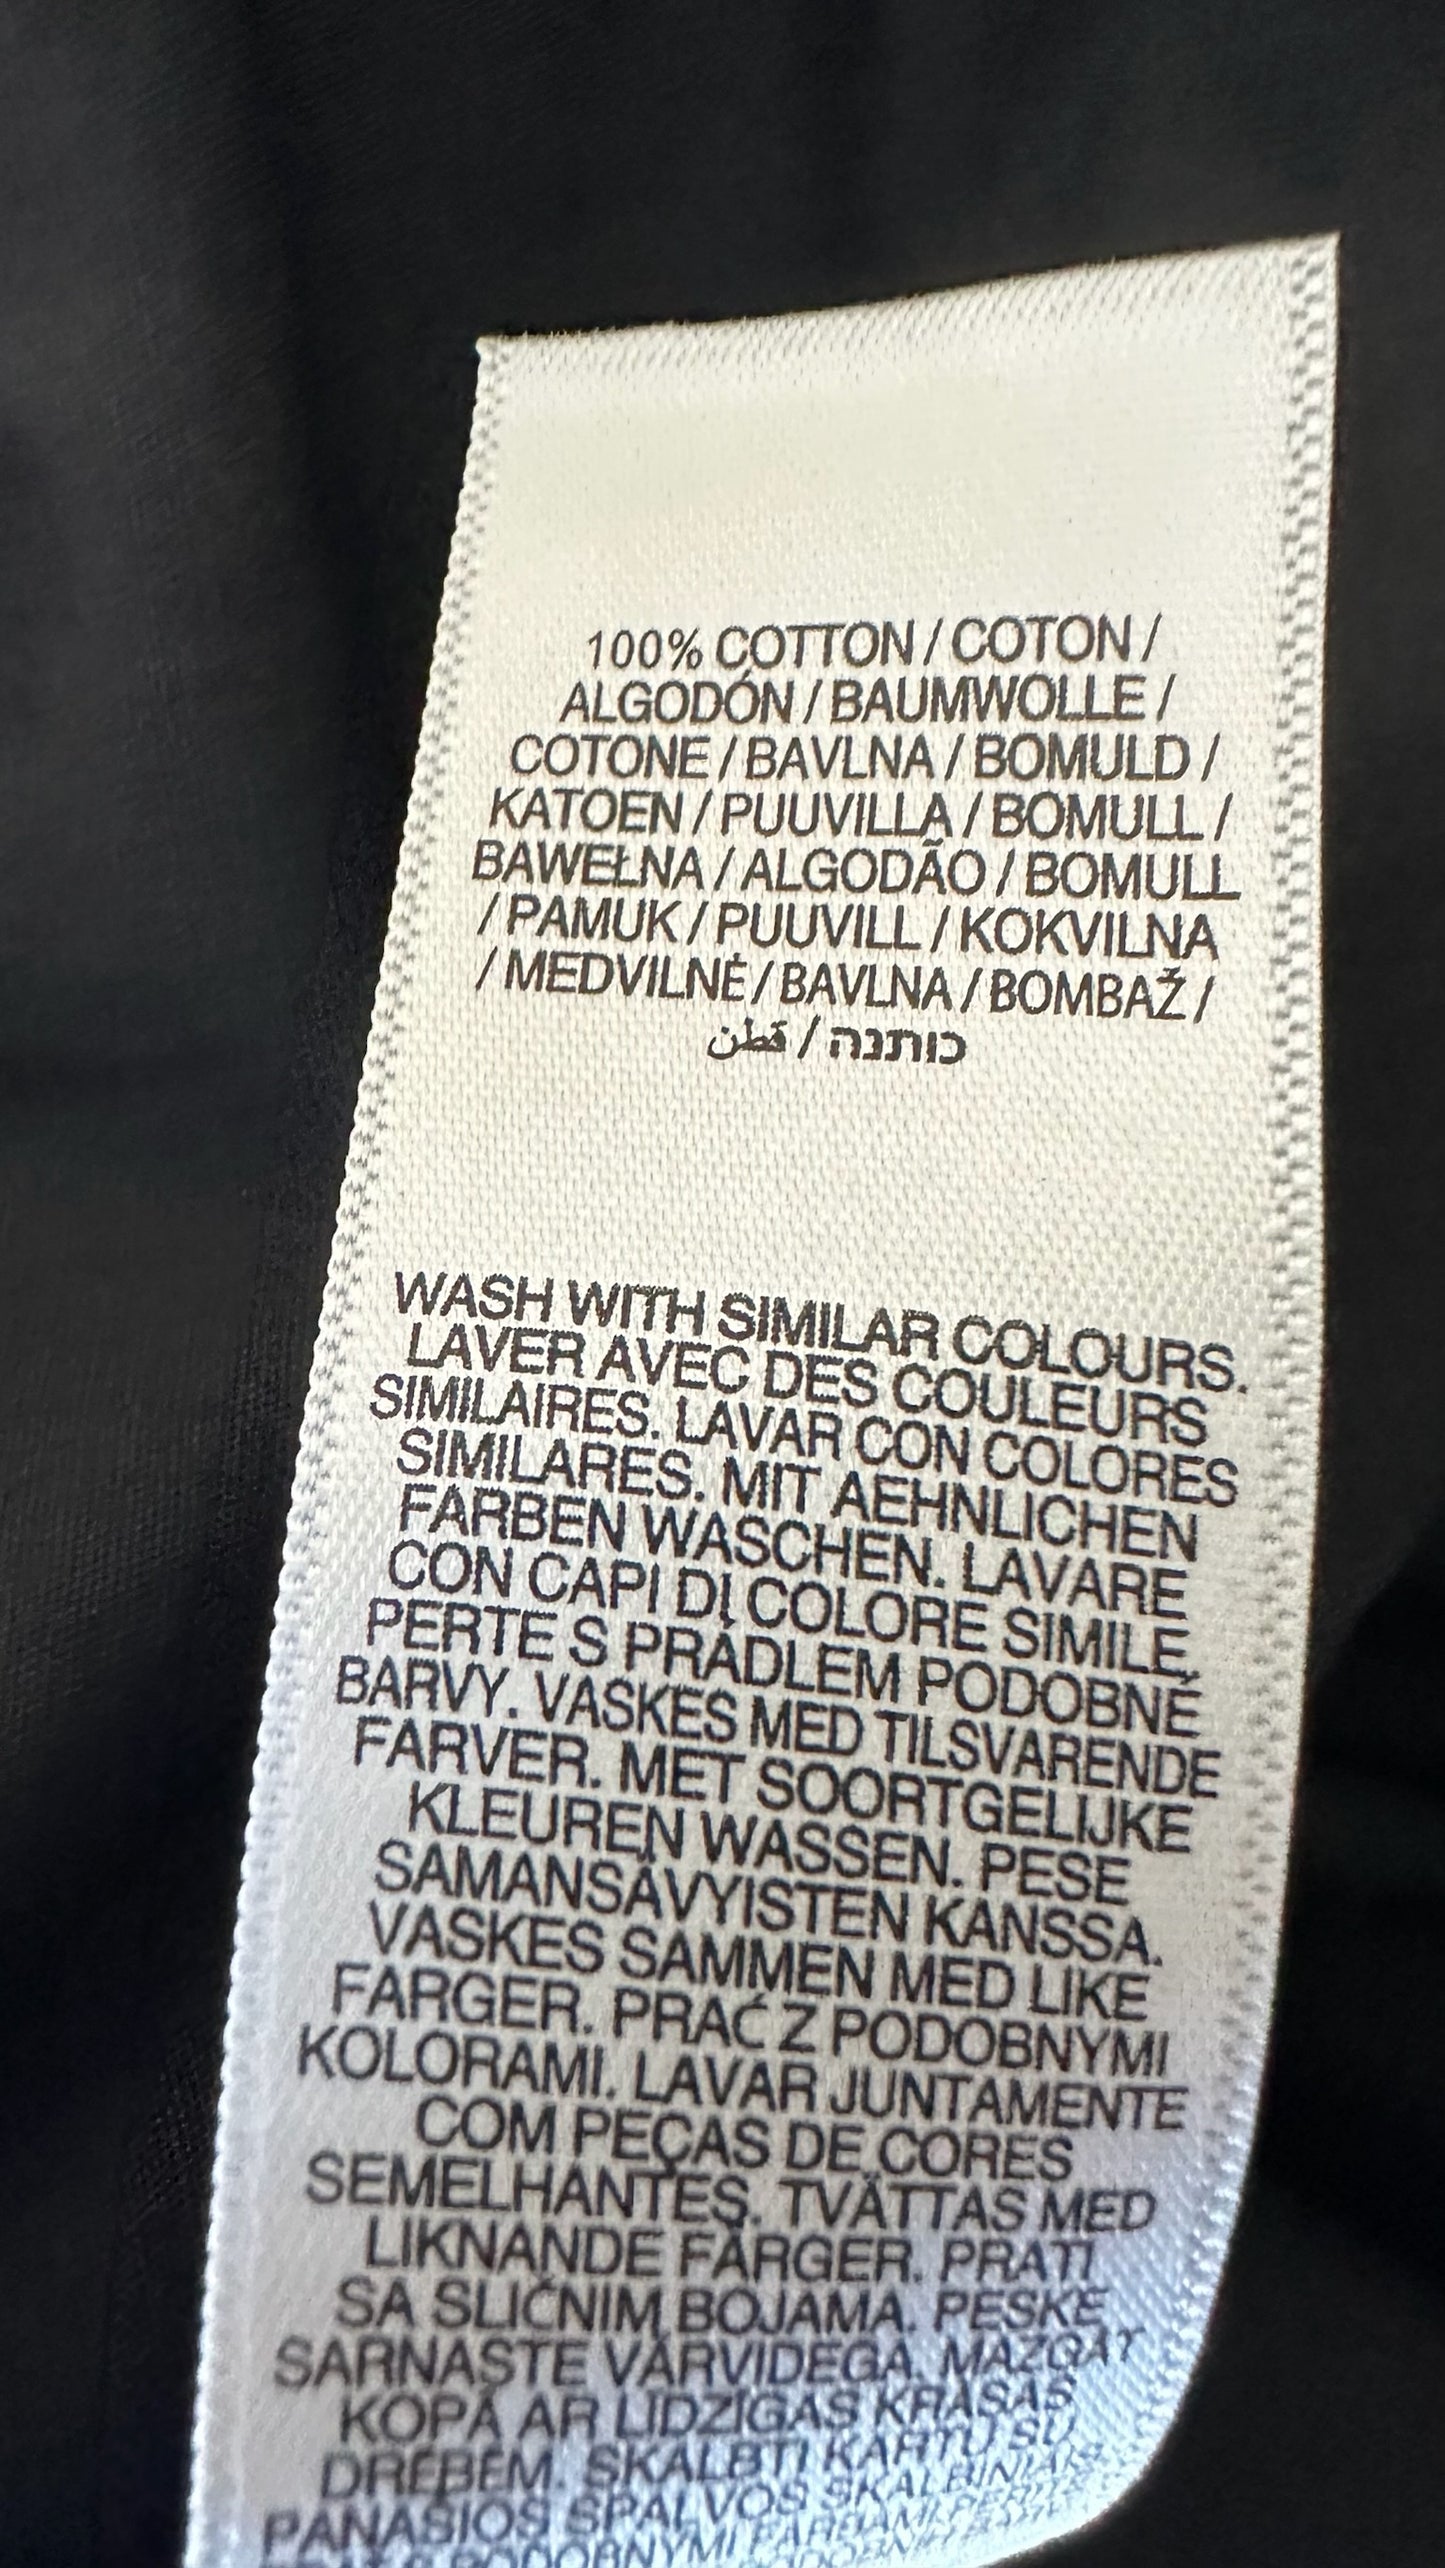 100% COTTON / COTON /
ALGODÓN / BAUMWOLLE /
COTONE / BAVLNA / BOMULD /
KATOEN / PUUVILLA / BOMULL /
BAWEŁNA / ALGODÃO / BOMULL
/ PAMUK / PUUVILL / KOKVILNA
/ MEDVILNĖ / BAVLNA / BOMBAŽ /
כותנה / قطن
WASH WITH SIMILAR COLOURS.
LAVER AVEC DES COULEURS
SIMILAIRES. LAVAR CON COLORES
SIMILARES. MIT AEHNLICHEN
FARBEN WASCHEN. LAVARE
CON CAPI DI COLORE SIMILE.
PERTE S PRÁDLEM PODOBNÉ
BARVY. VASKES MED TILSVARENDE
FARVER. MET SOORTGELIJKE
KLEUREN WASSEN. PESE
SAMANSÄVYISTEN KANSSA.
VASKES SAMMEN MED LIKE
FARGER. PRAĆ Z PODOBNYMI
KOLORAMI. LAVAR JUNTAMENTE
COM PEÇAS DE CORES
SEMELHANTES. TVÄTTAS MED
LIKNANDE FÄRGER. PRATI
SA SLIČNIM BOJAMA. PESKE
SARNASTE VÄRVIDEGA. MAZGĀT
KOPĀ AR LĪDZĪGAS KRĀSAS
DRĒBĒM. SKALBTI KARTU SU
PANAŠIOS SPALVOS SKALBINIAIS
PODOBNYMI FARBAMI.